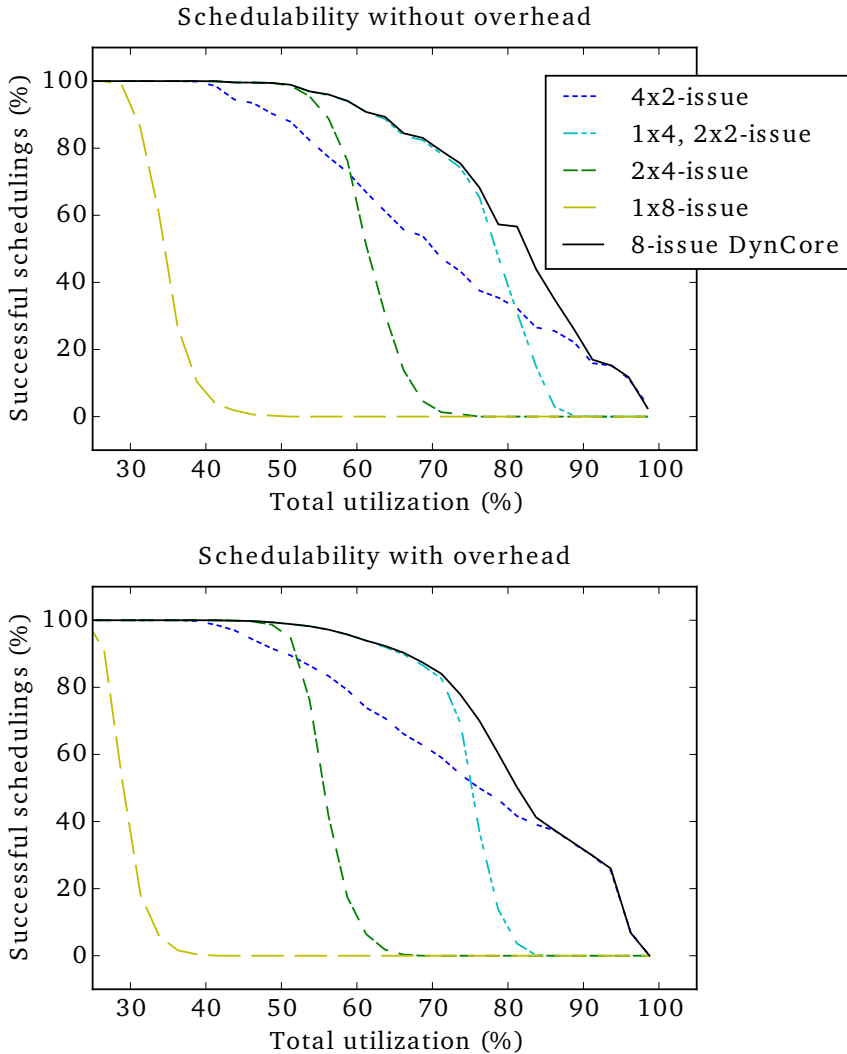 Schedulability without overhead
Successful schedulings (%)
100
80
60
40
20
0
30 40 50 60 70 80 90 100
Total utilization (%)
4x2-issue
1x4, 2x2-issue
2x4-issue
1x8-issue
8-issue DynCore
Schedulability with overhead
Successful schedulings (%)
100
80
60
40
20
0
30 40 50 60 70 80 90 100
Total utilization (%)